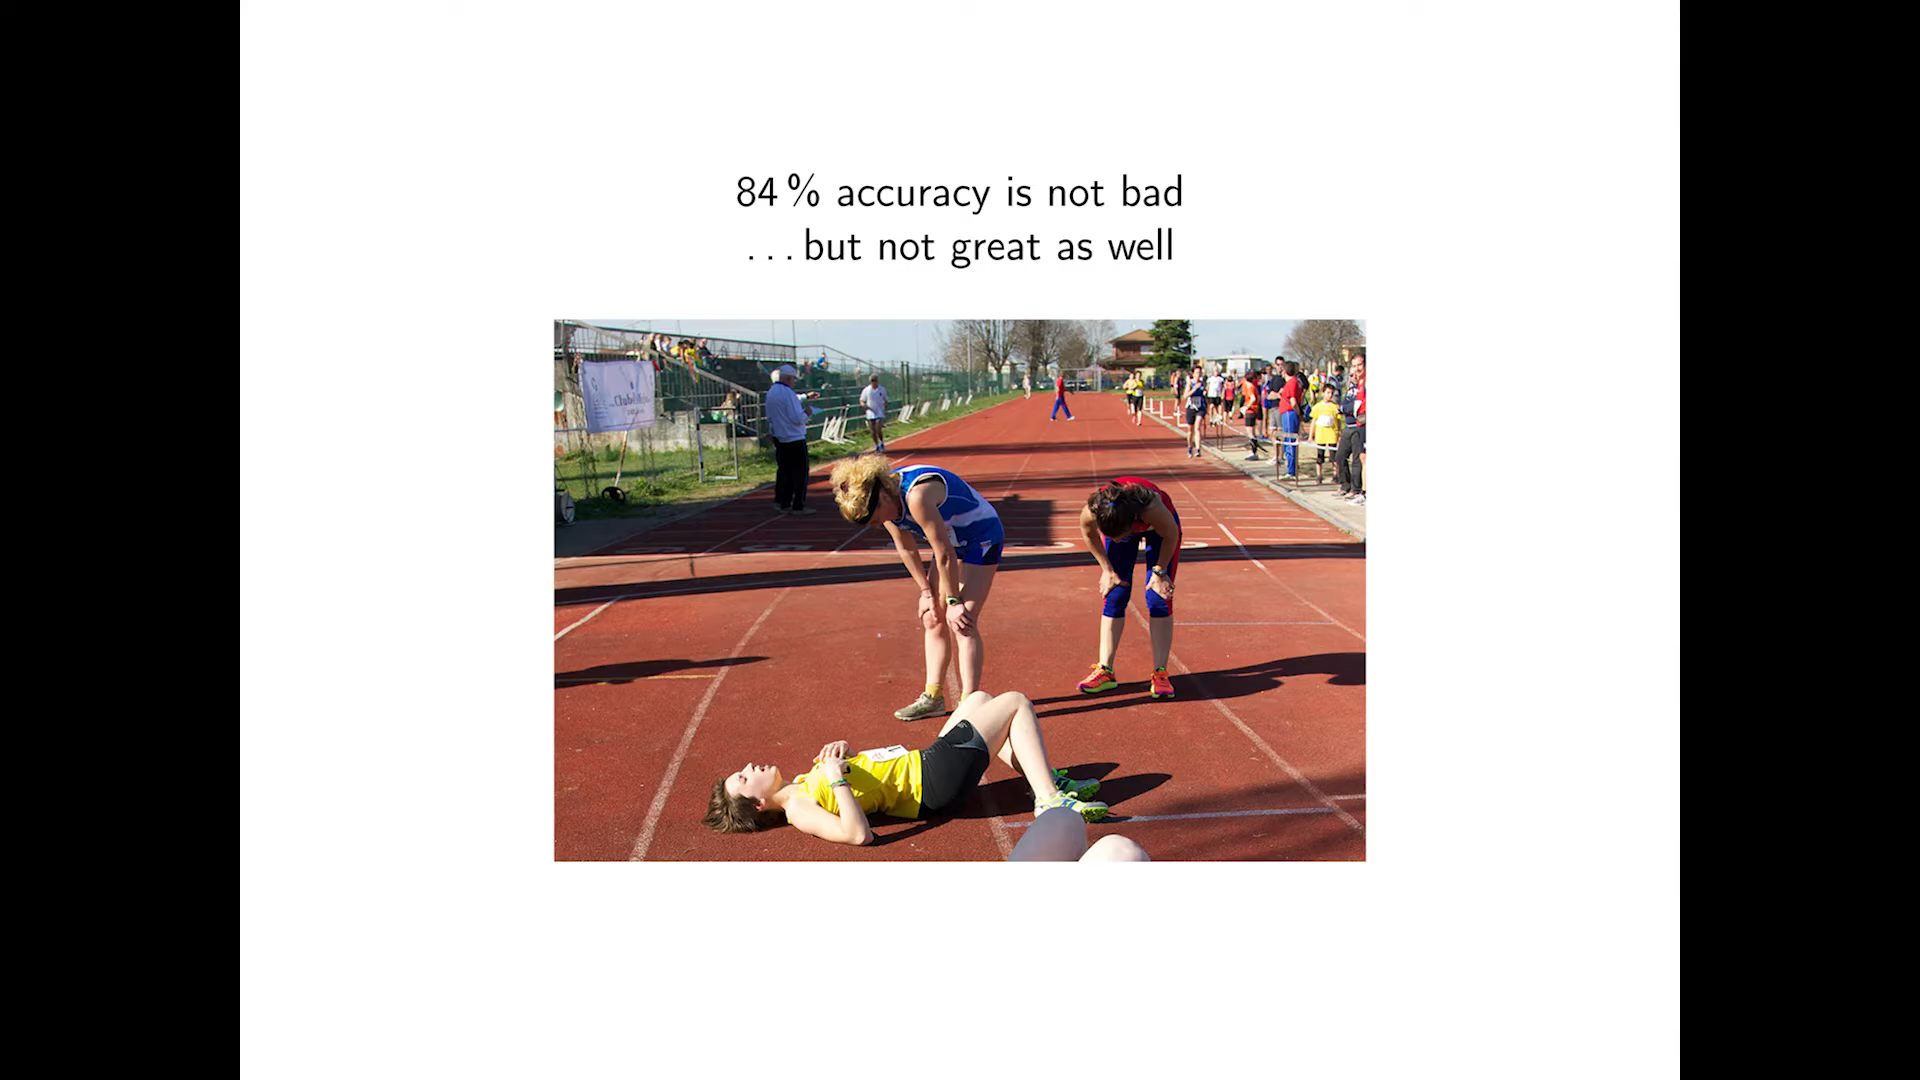 84 % accuracy is not bad
...but not great as well